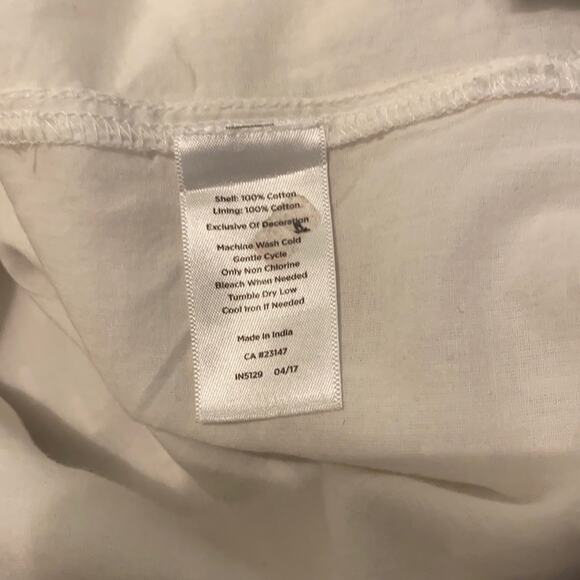 Shell: 100% Cotton
Lining: 100% Cotton
Exclusive Of Decoration
Machine Wash Cold
Gentle Cycle
Only Non Chlorine
Bleach When Needed
Tumble Dry Low
Cool Iron If Needed
Made in India
CA #23147
IN5129 04/17